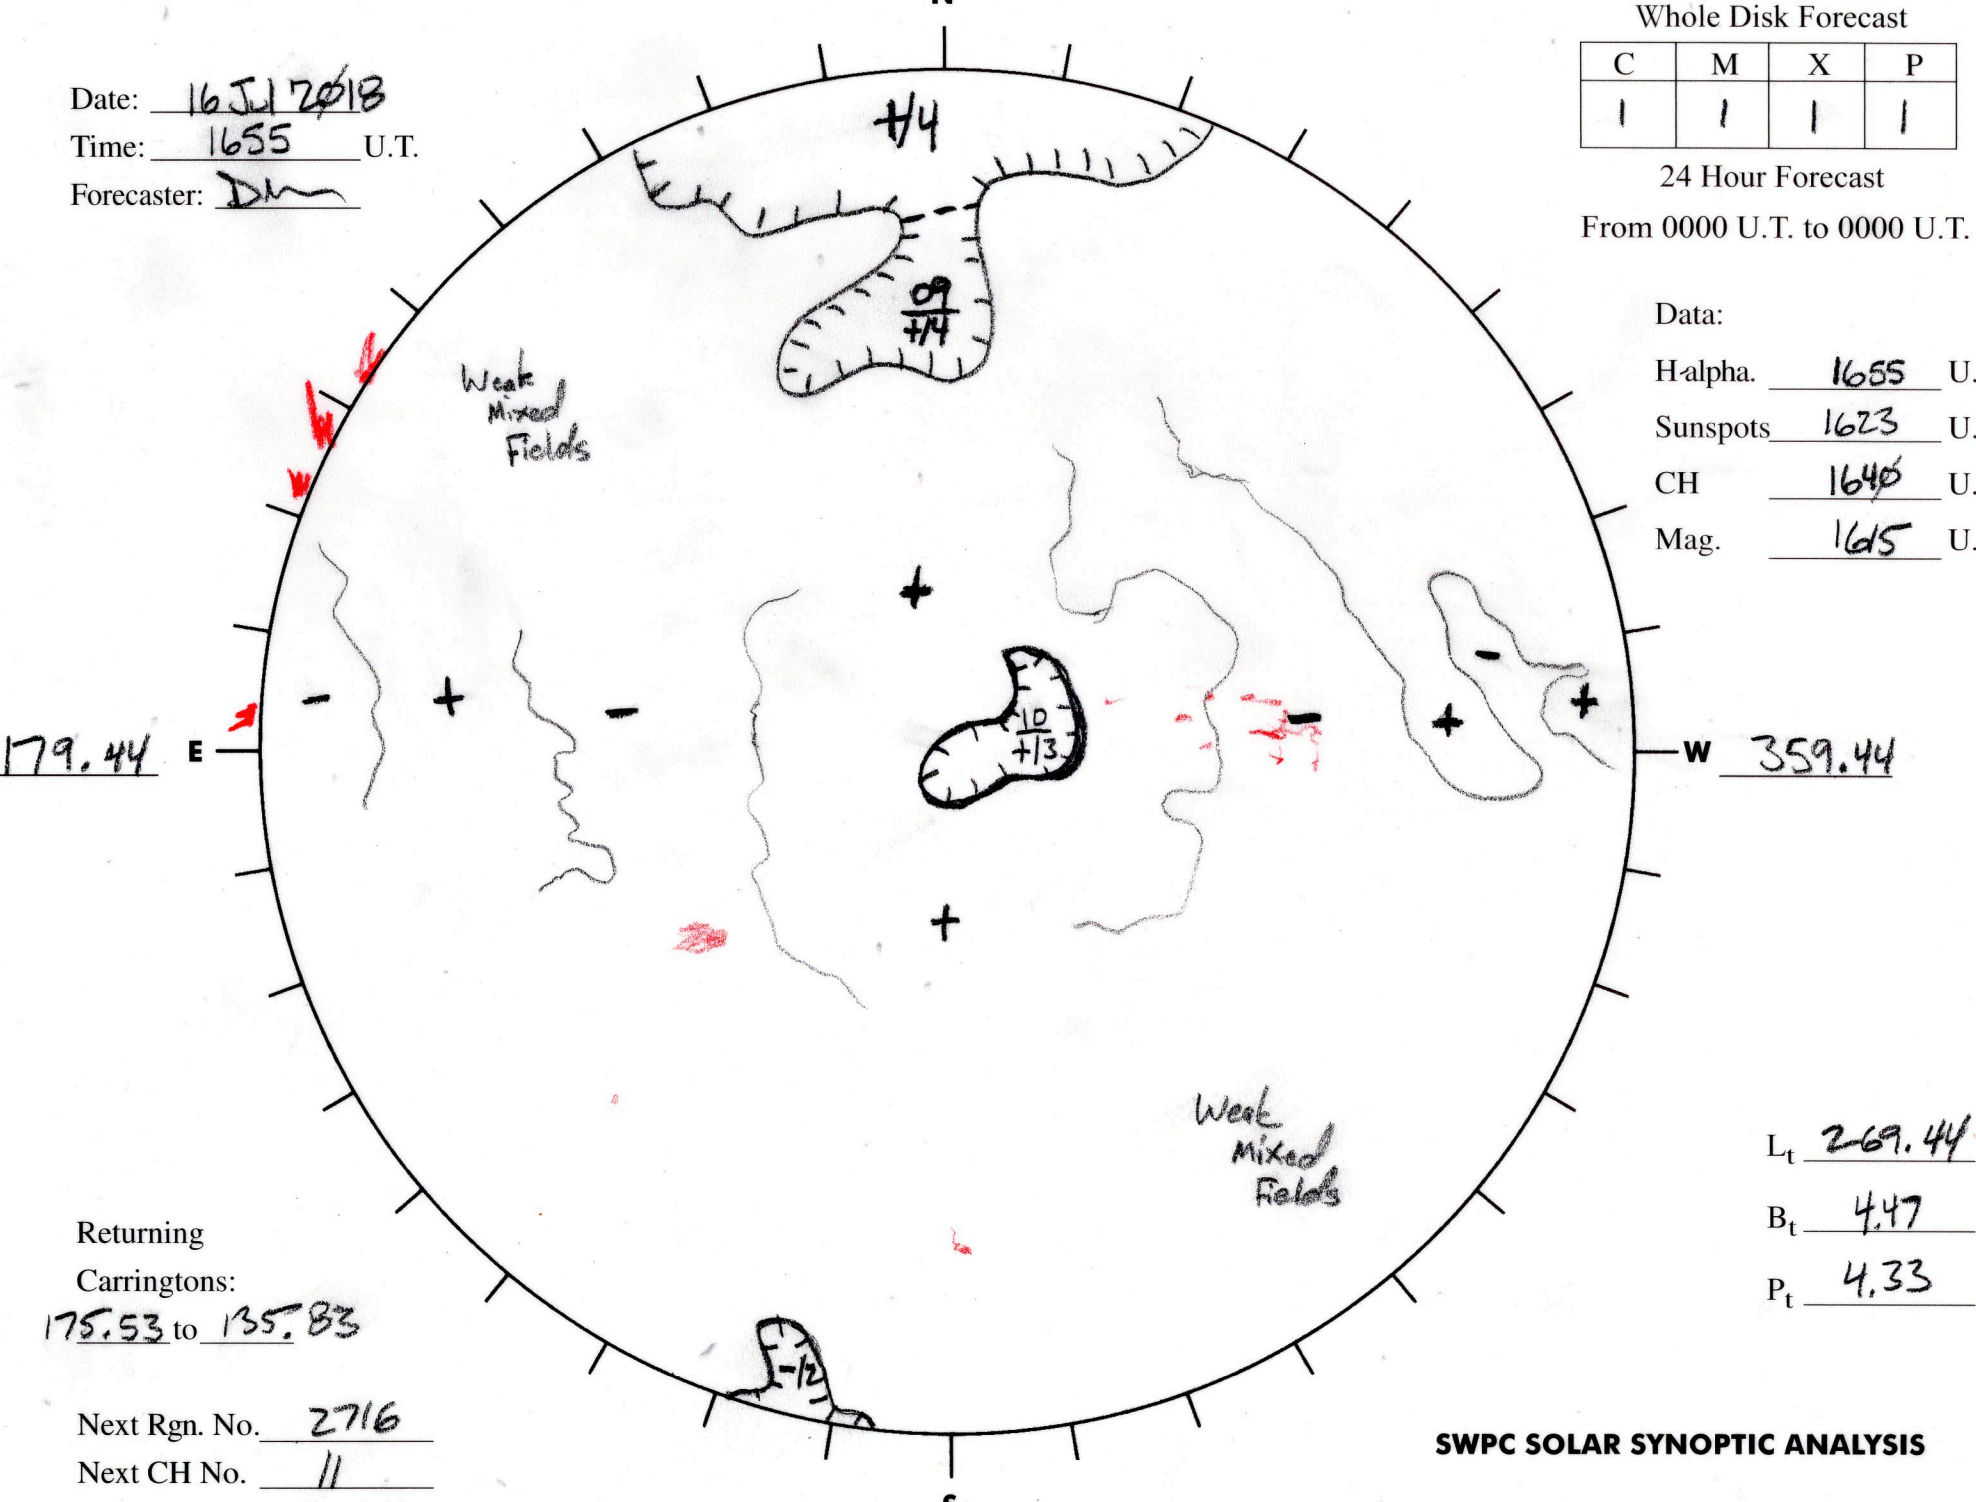 Whole Disk Forecast
C M X P
1 1 1 1
24 Hour Forecast
From 0000 U.T. to 0000 U.T.
Date: 16 Jul 2018
Time: 1655 U.T.
Forecaster:
+/4
09
+/4
Data:
H-alpha. 1655 U.
Sunspots 1623 U.
CH 1640 U.
Mag. 1615 U.
Weak
Mixed
Fields
+
- + -
10
+/3
- + - +
179.44 E
W 359.44
+
Weak
Mixed
Fields
Lt 269.44
Bt 4.47
Pt 4.33
Returning
Carringtons:
175.53 to 135.83
-/2
Next Rgn. No. 2716
Next CH No. 11
SWPC SOLAR SYNOPTIC ANALYSIS